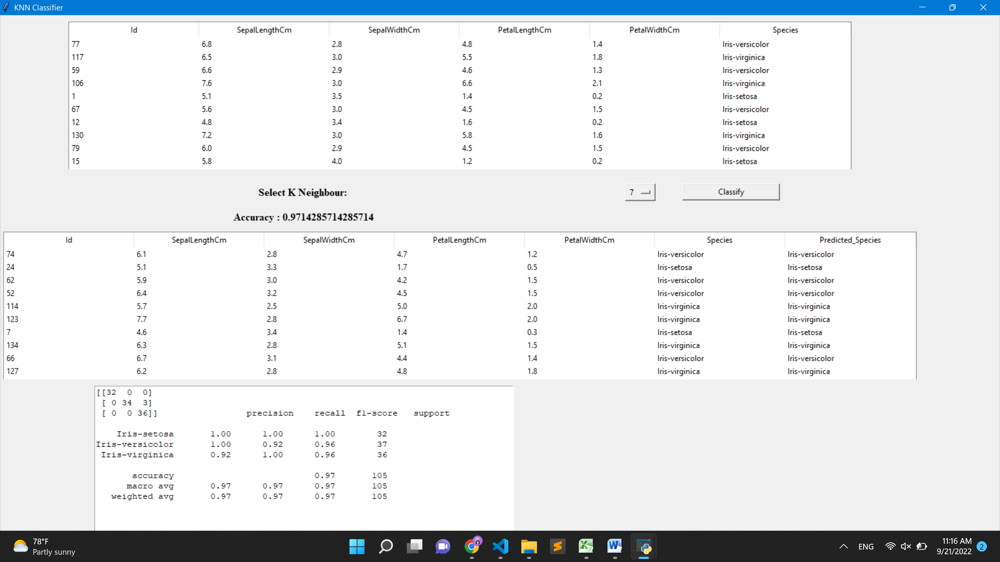 KNN Classifier
Id SepalLengthCm SepalWidthCm PetalLengthCm PetalWidthCm Species
77 6.8 2.8 4.8 1.4 Iris-versicolor
117 6.5 3.0 5.5 1.8 Iris-virginica
59 6.6 2.9 4.6 1.3 Iris-versicolor
106 7.6 3.0 6.6 2.1 Iris-virginica
1 5.1 3.5 1.4 0.2 Iris-setosa
67 5.6 3.0 4.5 1.5 Iris-versicolor
12 4.8 3.4 1.6 0.2 Iris-setosa
130 7.2 3.0 5.8 1.6 Iris-virginica
79 6.0 2.9 4.5 1.5 Iris-versicolor
15 5.8 4.0 1.2 0.2 Iris-setosa
Select K Neighbour: 7 Classify
Accuracy : 0.9714285714285714
Id SepalLengthCm SepalWidthCm PetalLengthCm PetalWidthCm Species Predicted_Species
74 6.1 2.8 4.7 1.2 Iris-versicolor Iris-versicolor
24 5.1 3.3 1.7 0.5 Iris-setosa Iris-setosa
62 5.9 3.0 4.2 1.5 Iris-versicolor Iris-versicolor
52 6.4 3.2 4.5 1.5 Iris-versicolor Iris-versicolor
114 5.7 2.5 5.0 2.0 Iris-virginica Iris-virginica
123 7.7 2.8 6.7 2.0 Iris-virginica Iris-virginica
7 4.6 3.4 1.4 0.3 Iris-setosa Iris-setosa
134 6.3 2.8 5.1 1.5 Iris-virginica Iris-virginica
66 6.7 3.1 4.4 1.4 Iris-versicolor Iris-versicolor
127 6.2 2.8 4.8 1.8 Iris-virginica Iris-virginica
[[32 0 0]
[ 0 34 3]
[ 0 0 36]] precision recall f1-score support
Iris-setosa 1.00 1.00 1.00 32
Iris-versicolor 1.00 0.92 0.96 37
Iris-virginica 0.92 1.00 0.96 36
accuracy 0.97 105
macro avg 0.97 0.97 0.97 105
weighted avg 0.97 0.97 0.97 105
78°F
Partly sunny
ENG
11:16 AM
9/21/2022
2